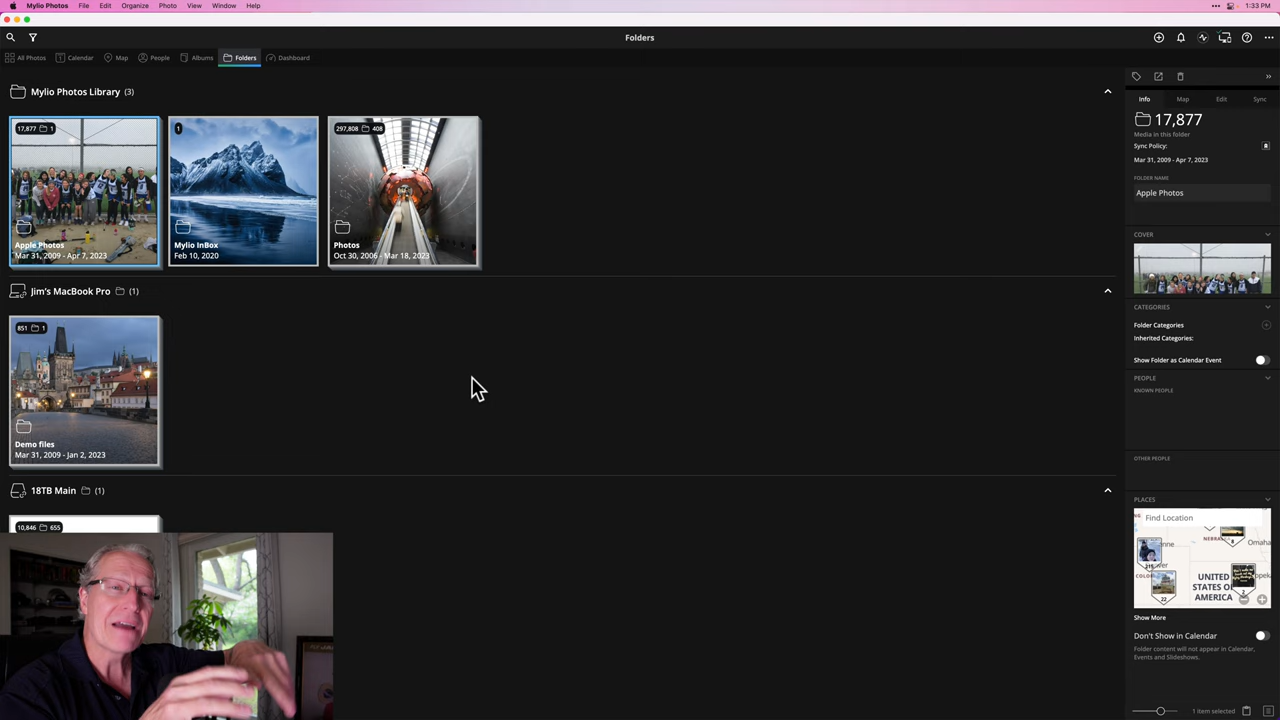 Mylio Photos File Edit Organize Photo View Window Help 1:33 PM
Folders
All Photos Calendar Map People Albums Folders Dashboard
Mylio Photos Library (3)
17,877 1
Apple Photos
Mar 31, 2009 - Apr 7, 2023
1
Mylio InBox
Feb 10, 2020
297,808 408
Photos
Oct 30, 2006 - Mar 18, 2023
Jim's MacBook Pro (1)
851 1
Demo files
Mar 31, 2009 - Jan 2, 2023
18TB Main (1)
10,846 655
Info Map Edit Sync
17,877
Media in this folder
Sync Policy:
Mar 31, 2009 - Apr 7, 2023
FOLDER NAME
Apple Photos
COVER
CATEGORIES
Folder Categories
Inherited Categories:
Show Folder as Calendar Event
PEOPLE
KNOWN PEOPLE
OTHER PEOPLE
PLACES
Find Location
Omaha
UNITED
STATES OF
AMERICA
22
Show More
Don't Show in Calendar
Folder content will not appear in Calendar,
Events and Slideshows.
1 item selected